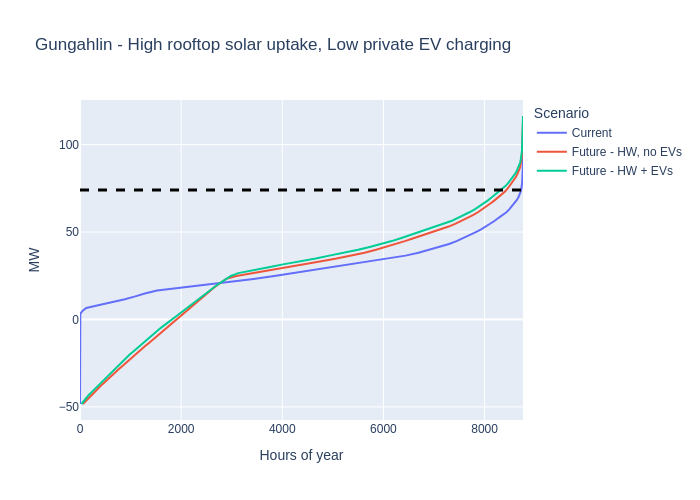 Gungahlin - High rooftop solar uptake, Low private EV charging
Scenario
Current
Future - HW, no EVs
Future - HW + EVs
MW
100
50
0
−50
0
2000
4000
6000
8000
Hours of year